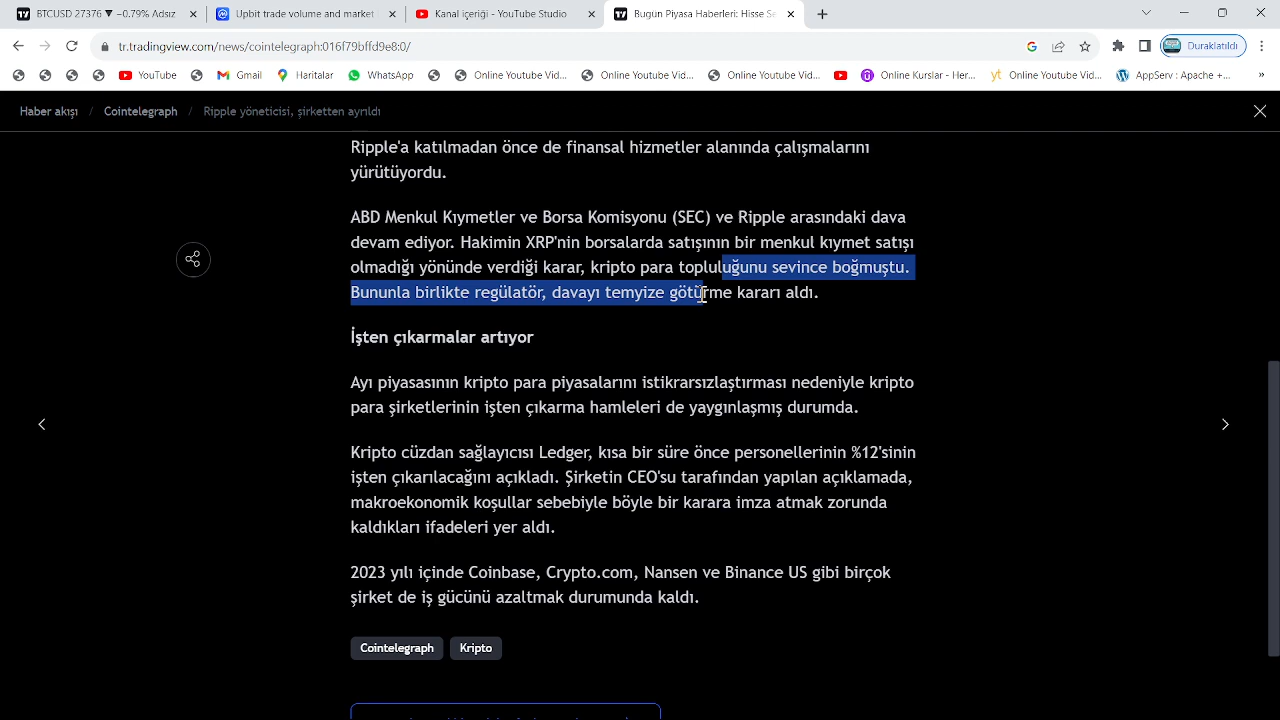 BTCUSD 27376 ▼ −0.79% Adsız
Upbit trade volume and market
Kanal içeriği - YouTube Studio
Bugün Piyasa Haberleri: Hisse Se
tr.tradingview.com/news/cointelegraph:016f79bffd9e8:0/
Duraklatıldı
YouTube
Gmail
Haritalar
WhatsApp
Online Youtube Vid...
Online Youtube Vid...
Online Youtube Vid...
Online Kurslar - Her...
Online Youtube Vid...
AppServ : Apache +...
»
Haber akışı / Cointelegraph / Ripple yöneticisi, şirketten ayrıldı
Ripple'a katılmadan önce de finansal hizmetler alanında çalışmalarını
yürütüyordu.
ABD Menkul Kıymetler ve Borsa Komisyonu (SEC) ve Ripple arasındaki dava
devam ediyor. Hakimin XRP'nin borsalarda satışının bir menkul kıymet satışı
olmadığı yönünde verdiği karar, kripto para topluluğunu sevince boğmuştu.
Bununla birlikte regülatör, davayı temyize götürme kararı aldı.
İşten çıkarmalar artıyor
Ayı piyasasının kripto para piyasalarını istikrarsızlaştırması nedeniyle kripto
para şirketlerinin işten çıkarma hamleleri de yaygınlaşmış durumda.
Kripto cüzdan sağlayıcısı Ledger, kısa bir süre önce personellerinin %12'sinin
işten çıkarılacağını açıkladı. Şirketin CEO'su tarafından yapılan açıklamada,
makroekonomik koşullar sebebiyle böyle bir karara imza atmak zorunda
kaldıkları ifadeleri yer aldı.
2023 yılı içinde Coinbase, Crypto.com, Nansen ve Binance US gibi birçok
şirket de iş gücünü azaltmak durumunda kaldı.
Cointelegraph
Kripto